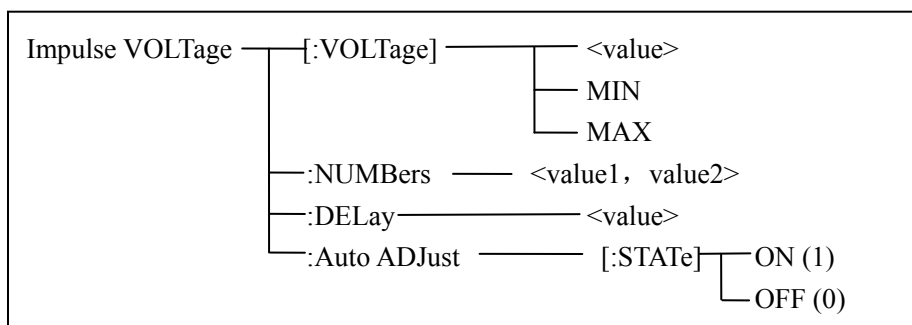 Impulse VOLTage [:VOLTage] <value>
MIN
MAX
:NUMBers <value1，value2>
:DELay <value>
:Auto ADJust [:STATe] ON (1)
OFF (0)